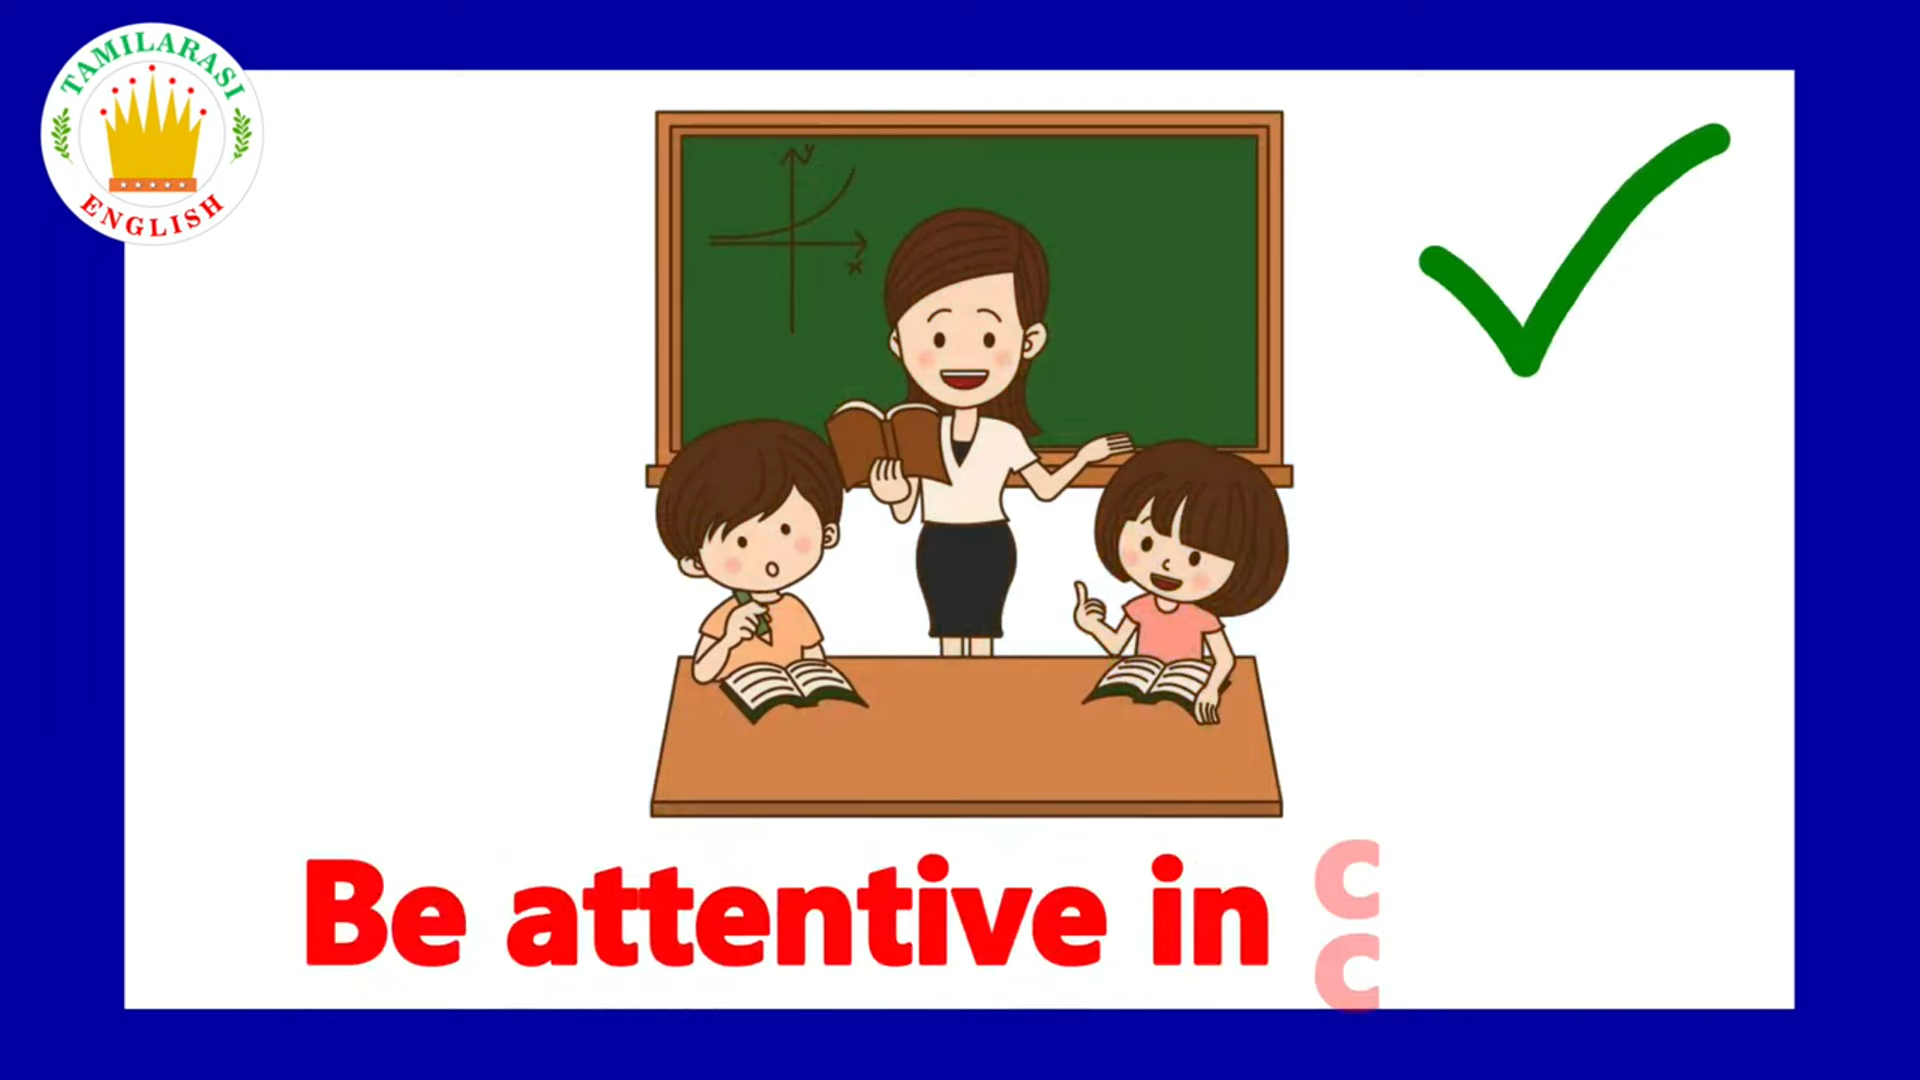 TAMILARASI
ENGLISH
y
x
Be attentive in c
c